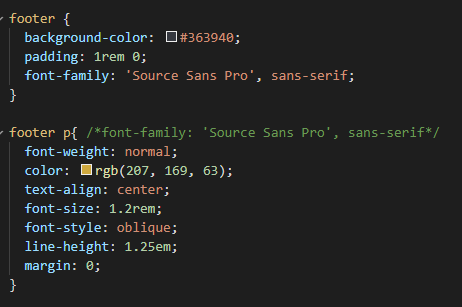 footer {
  background-color: #363940;
  padding: 1rem 0;
  font-family: 'Source Sans Pro', sans-serif;
}

footer p{ /*font-family: 'Source Sans Pro', sans-serif*/
  font-weight: normal;
  color: rgb(207, 169, 63);
  text-align: center;
  font-size: 1.2rem;
  font-style: oblique;
  line-height: 1.25em;
  margin: 0;
}